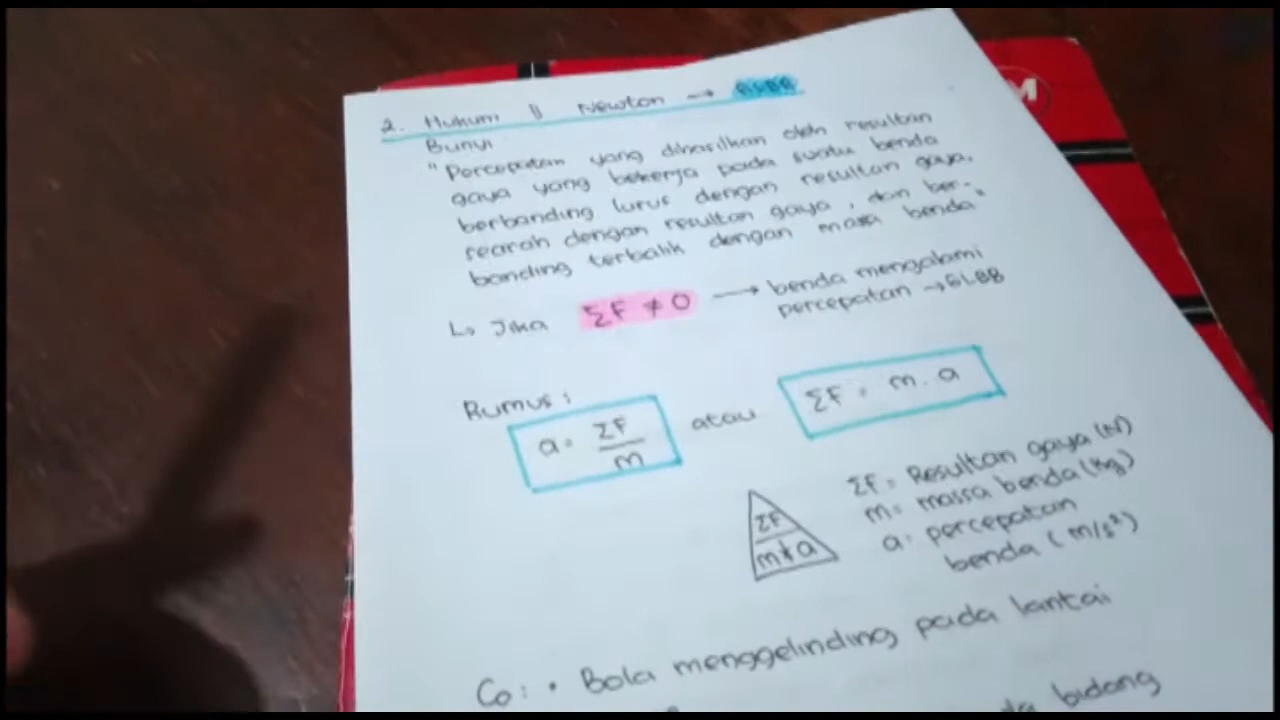 2. Hukum II Newton → GLBB
Bunyi
"Percepatan yang dihasilkan oleh resultan
gaya yang bekerja pada suatu benda
berbanding lurus dengan resultan gaya,
searah dengan resultan gaya, dan ber-
banding terbalik dengan massa benda"
↳ Jika ΣF ≠ 0 → benda mengalami
percepatan → GLBB
Rumus :
a = ΣF / m atau ΣF = m . a
ΣF
m * a
ΣF = Resultan gaya (N)
m = massa benda (Kg)
a = percepatan
benda (m/s²)
Co : • Bola menggelinding pada lantai
bidang
M